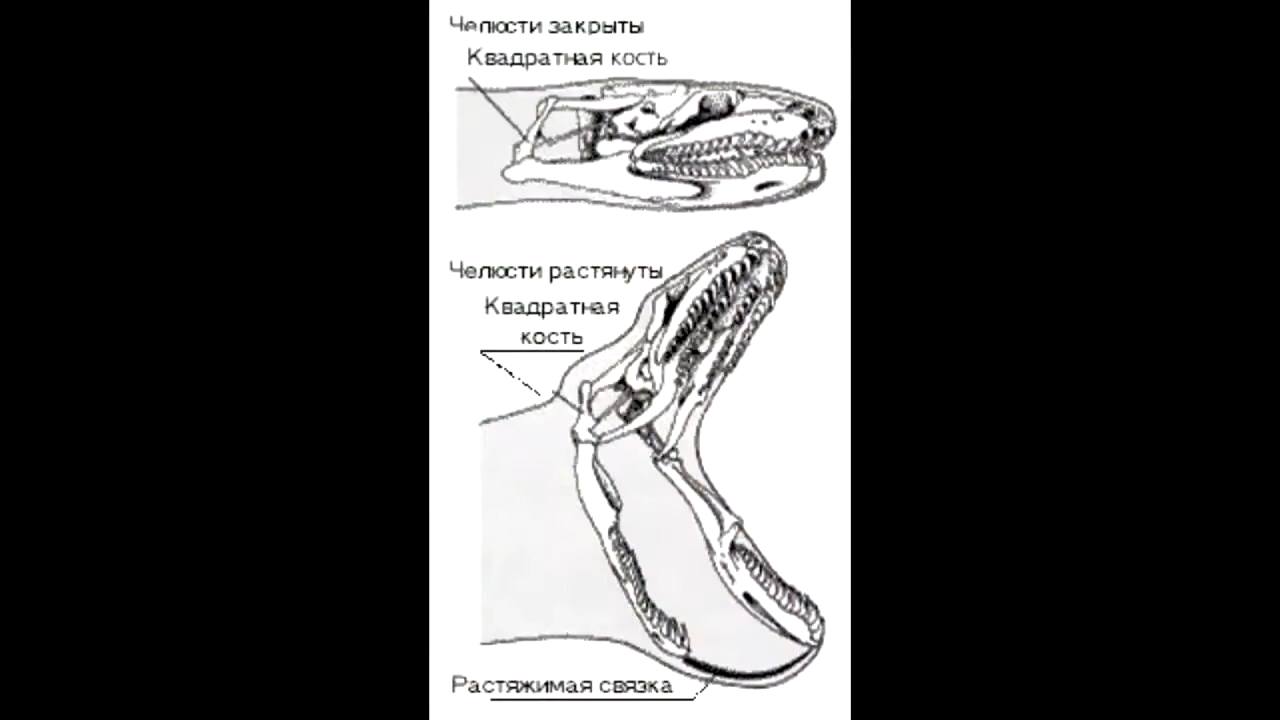 Челюсти закрыты
Квадратная кость
Челюсти растянуты
Квадратная
кость
Растяжимая связка